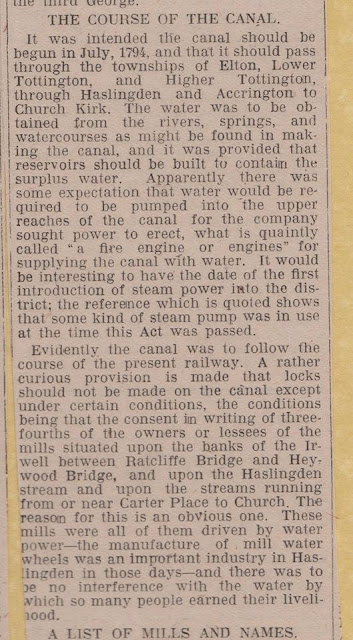 the third George.
THE COURSE OF THE CANAL.
It was intended the canal should be
begun in July, 1794, and that it should pass
through the townships of Elton, Lower
Tottington, and Higher Tottington,
through Haslingden and Accrington to
Church Kirk. The water was to be ob-
tained from the rivers, springs, and
watercourses as might be found in mak-
ing the canal, and it was provided that
reservoirs should be built to contain the
surplus water. Apparently there was
some expectation that water would be re-
quired to be pumped into the upper
reaches of the canal for the company
sought power to erect, what is quaintly
called "a fire engine or engines" for
supplying the canal with water. It would
be interesting to have the date of the first
introduction of steam power into the dis-
trict; the reference which is quoted shows
that some kind of steam pump was in use
at the time this Act was passed.
Evidently the canal was to follow the
course of the present railway. A rather
curious provision is made that locks
should not be made on the canal except
under certain conditions, the conditions
being that the consent in writing of three-
fourths of the owners or lessees of the
mills situated upon the banks of the Ir-
well between Ratcliffe Bridge and Hey-
wood Bridge, and upon the Haslingden
stream and upon the streams running
from or near Carter Place to Church. The
reason for this is an obvious one. These
mills were all of them driven by water
power—the manufacture of mill water
wheels was an important industry in Has-
lingden in those days—and there was to
be no interference with the water by
which so many people earned their liveli-
hood.
A LIST OF MILLS AND NAMES.